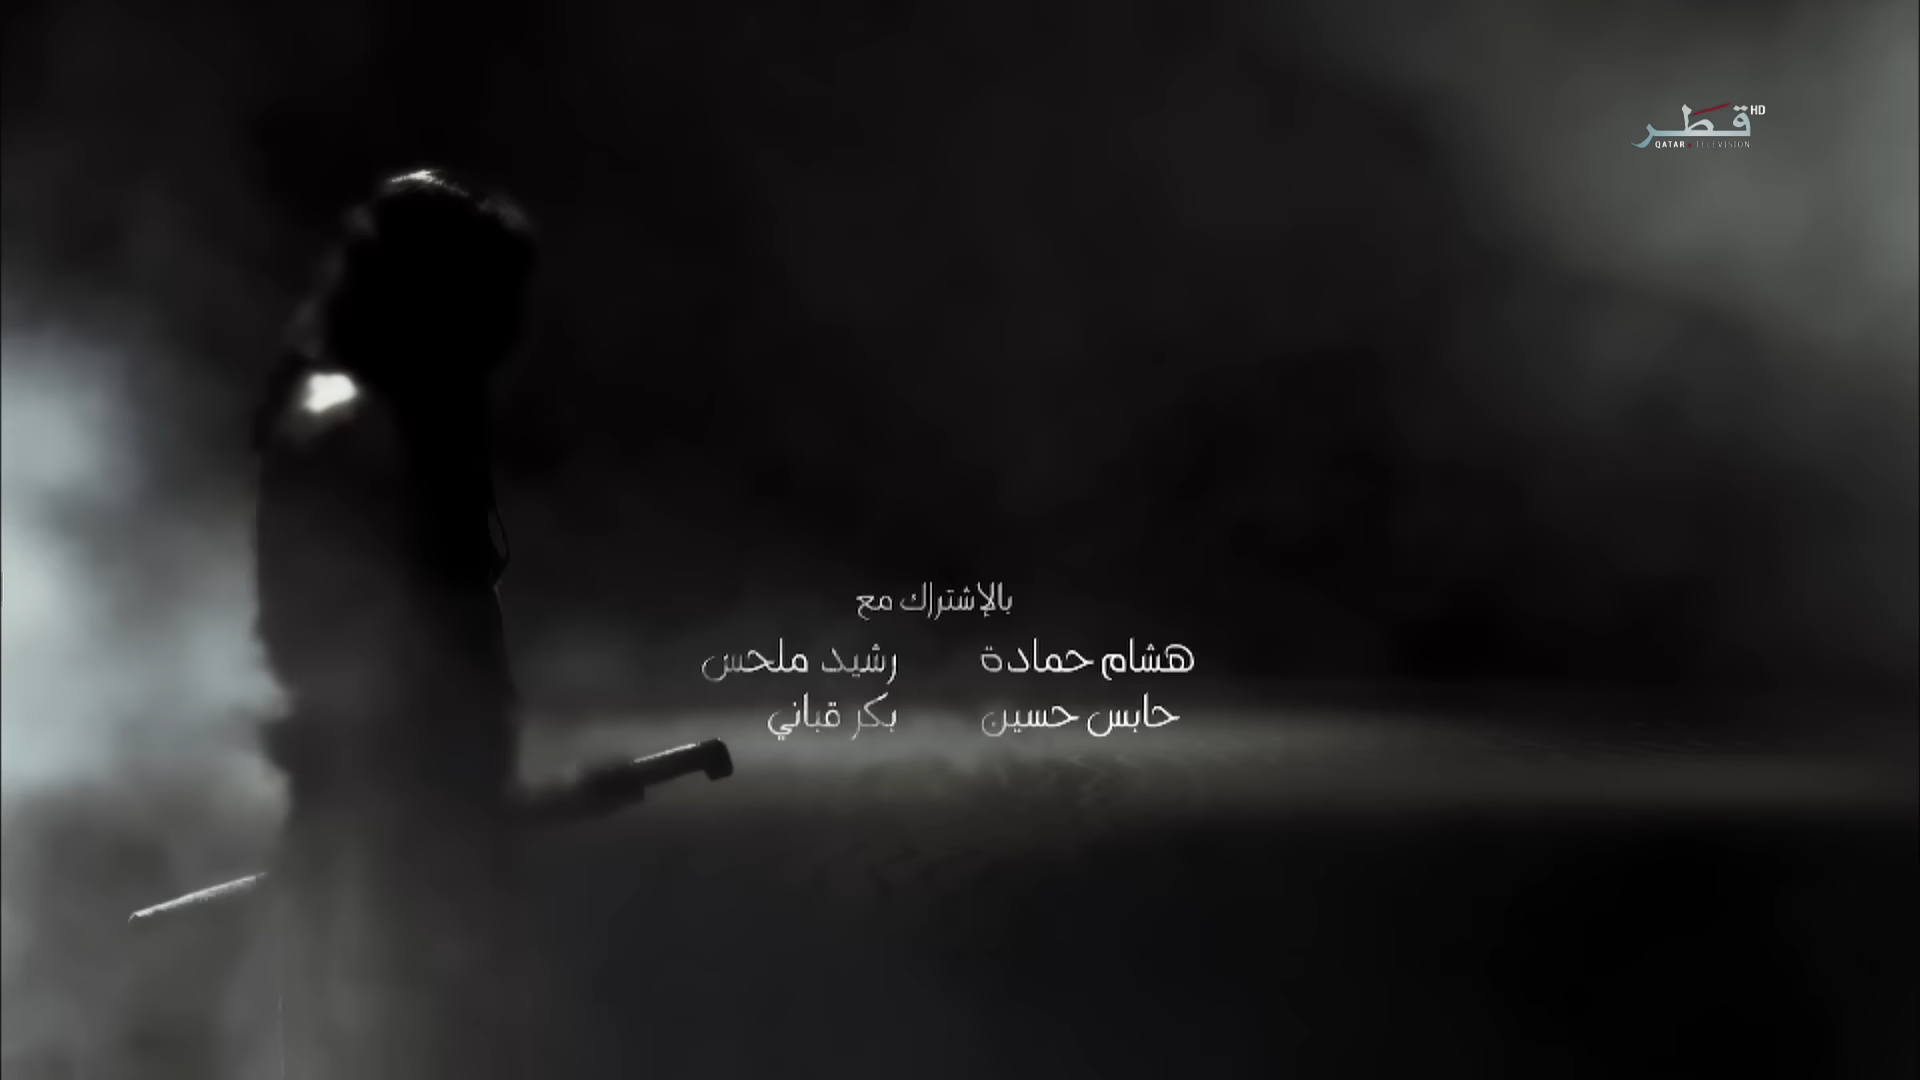 قطر HD
QATAR TELEVISION
بالإشتراك مع
هشام حمادة رشيد ملحس
حابس حسين بكر قباني